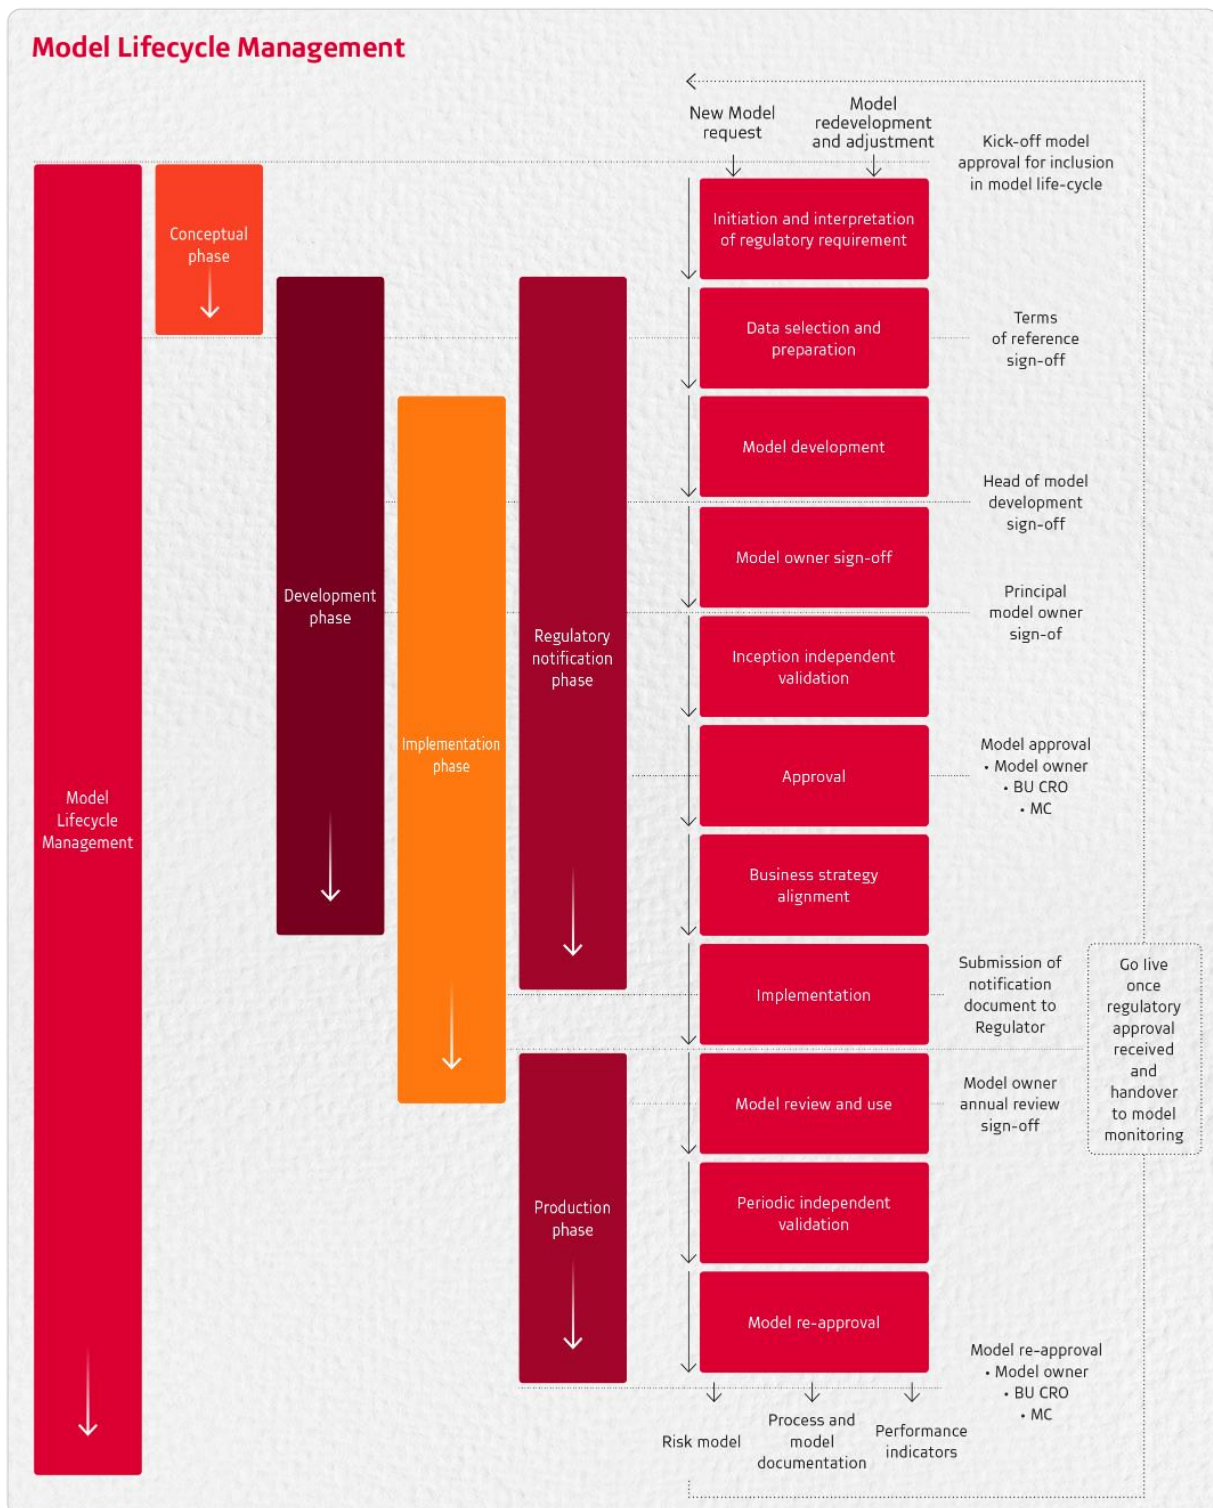 Model Lifecycle Management
New Model
request
Model
redevelopment
and adjustment
Kick-off model
approval for inclusion
in model life-cycle
Conceptual
phase
Initiation and interpretation
of regulatory requirement
Data selection and
preparation
Terms
of reference
sign-off
Model development
Head of model
development
sign-off
Model owner sign-off
Development
phase
Principal
model owner
sign-of
Regulatory
notification
phase
Inception independent
validation
Implementation
phase
Approval
Model approval
• Model owner
• BU CRO
• MC
Model
Lifecycle
Management
Business strategy
alignment
Implementation
Submission of
notification
document to
Regulator
Go live
once
regulatory
approval
received
and
handover
to model
monitoring
Model review and use
Model owner
annual review
sign-off
Production
phase
Periodic independent
validation
Model re-approval
Model re-approval
• Model owner
• BU CRO
• MC
Risk model
Process and
model
documentation
Performance
indicators